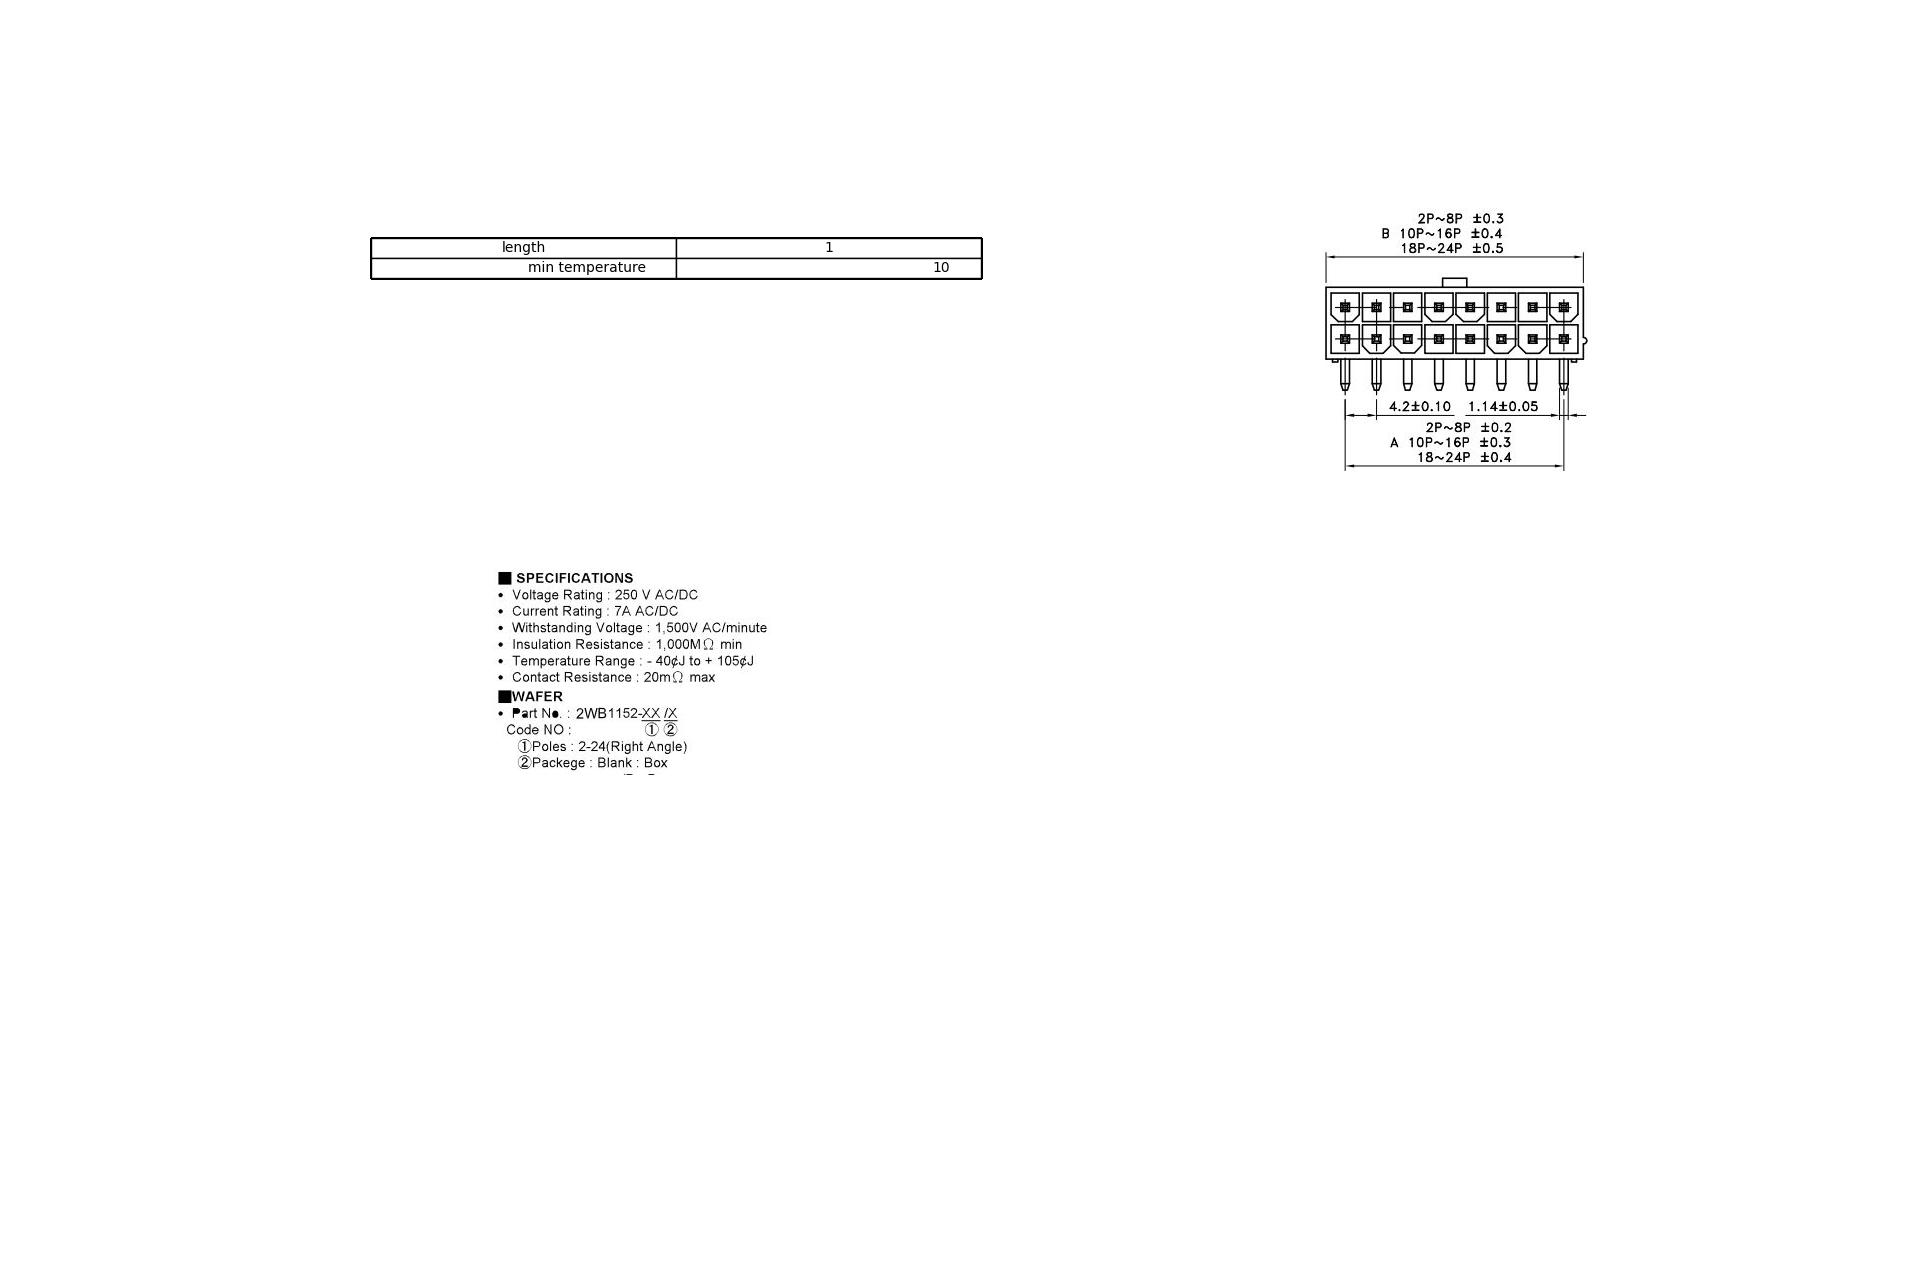 length 1
min temperature 10
2P~8P ±0.3
B 10P~16P ±0.4
18P~24P ±0.5
4.2±0.10 1.14±0.05
2P~8P ±0.2
A 10P~16P ±0.3
18~24P ±0.4
■ SPECIFICATIONS
• Voltage Rating : 250 V AC/DC
• Current Rating : 7A AC/DC
• Withstanding Voltage : 1,500V AC/minute
• Insulation Resistance : 1,000MΩ min
• Temperature Range : - 40¢J to + 105¢J
• Contact Resistance : 20mΩ max
■WAFER
• Part No. : 2WB1152-XX /X
Code NO : ① ②
①Poles : 2-24(Right Angle)
②Packege : Blank : Box